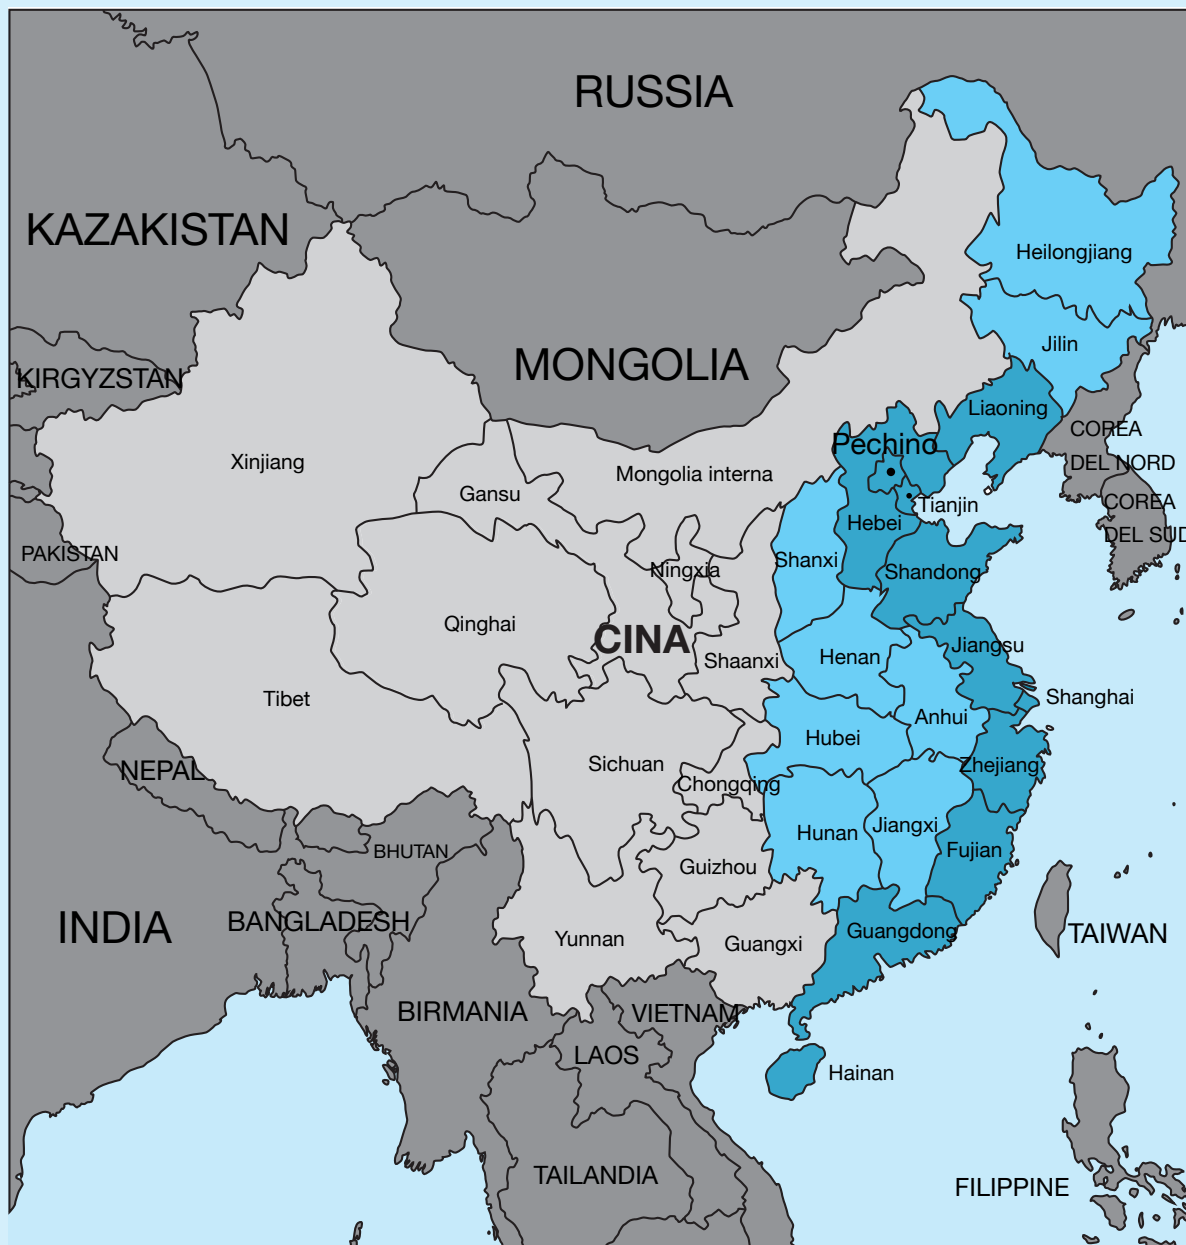 RUSSIA
KAZAKISTAN
Heilongjiang
MONGOLIA
Jilin
KIRGYZSTAN
Liaoning
COREA
DEL NORD
Pechino
Xinjiang
Mongolia interna
Gansu
Tianjin
COREA
DEL SUD
Hebei
PAKISTAN
Shanxi
Ningxia
Shandong
Qinghai
CINA
Jiangsu
Henan
Shaanxi
Tibet
Shanghai
Anhui
Hubei
Sichuan
Zhejiang
NEPAL
Chongqing
Hunan
Jiangxi
Fujian
BHUTAN
Guizhou
INDIA
BANGLADESH
Yunnan
Guangxi
Guangdong
TAIWAN
BIRMANIA
VIETNAM
LAOS
Hainan
TAILANDIA
FILIPPINE